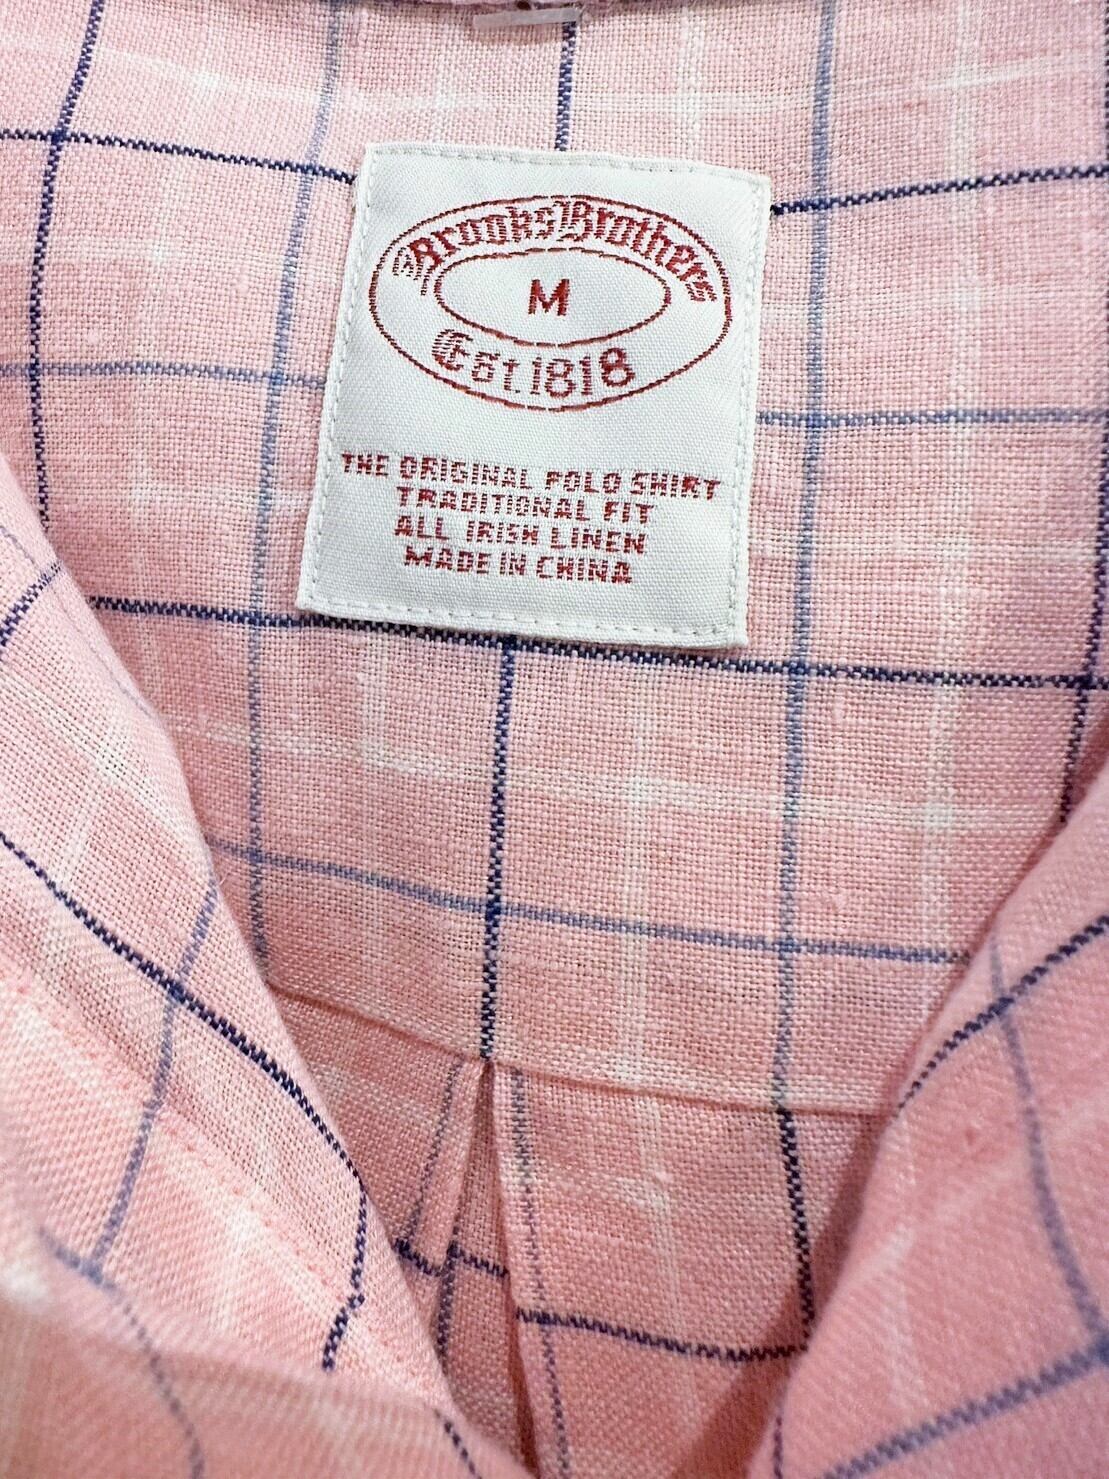 Brooks Brothers
M
Est.1818
THE ORIGINAL POLO SHIRT
TRADITIONAL FIT
ALL IRISH LINEN
MADE IN CHINA